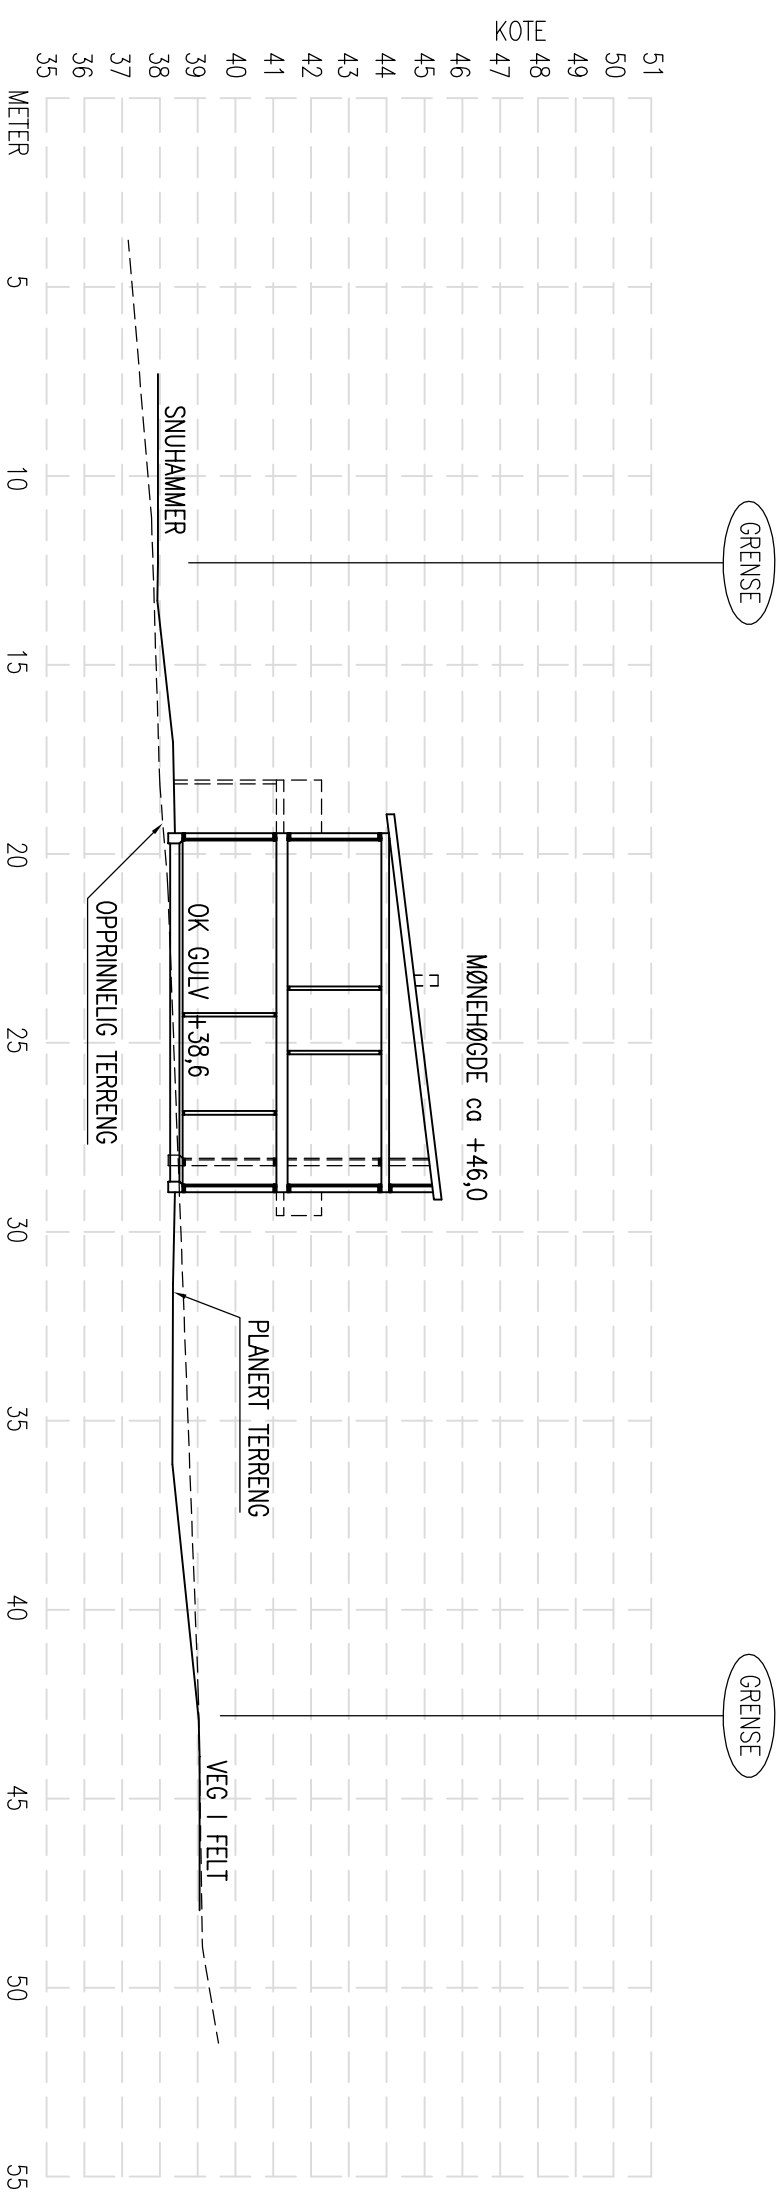 GRENSE
GRENSE
KOTE
51
50
49
48
47
46
45
44
43
42
41
40
39
38
37
36
35
MØNEHØGDE ca +46,0
PLANERT TERRENG
VEG I FELT
OK GULV +38,6
SNUHAMMER
OPPRINNELIG TERRENG
METER
5
10
15
20
25
30
35
40
45
50
55